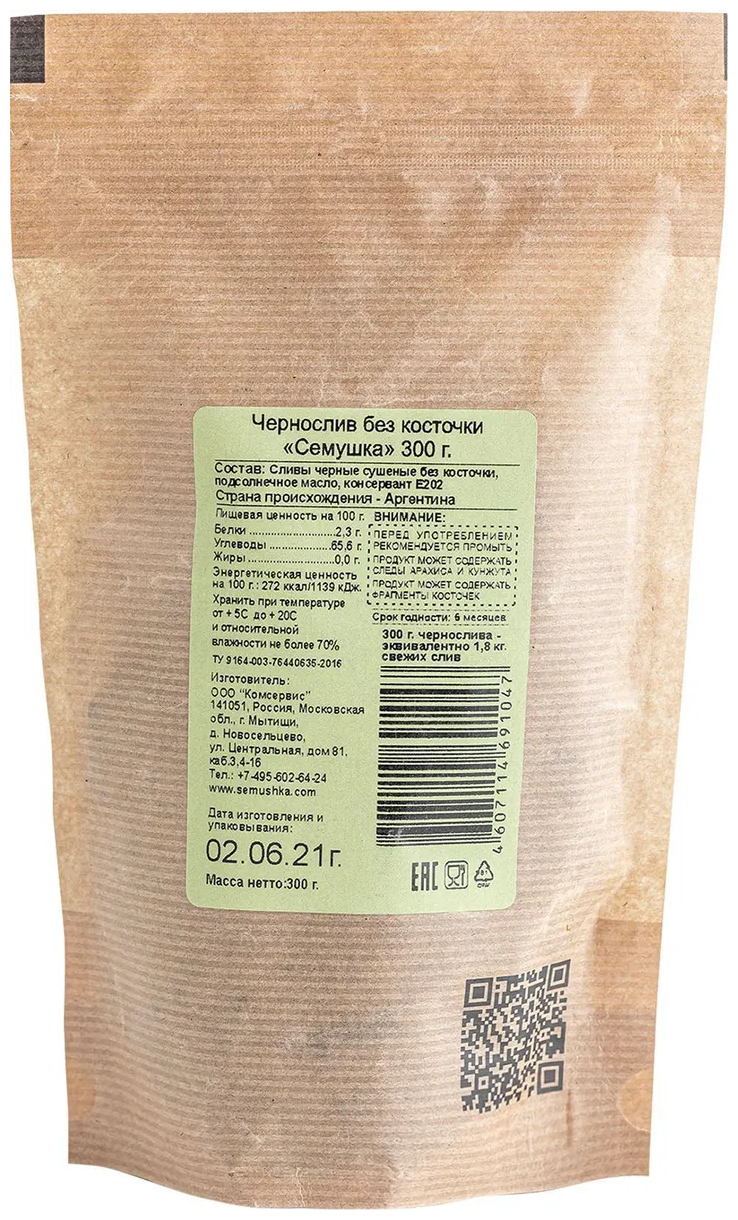 Чернослив без косточки
«Семушка» 300 г.
Состав: Сливы черные сушеные без косточки,
подсолнечное масло, консервант Е202
Страна происхождения - Аргентина
Пищевая ценность на 100 г.
Белки ........................2,3 г.
Углеводы ................65,6 г.
Жиры ........................0,0 г.
Энергетическая ценность
на 100 г.: 272 ккал/1139 кДж.
Хранить при температуре
от + 5С до + 20С
и относительной
влажности не более 70%
ТУ 9164-003-76440635-2016
Изготовитель:
ООО "Комсервис"
141051, Россия, Московская
обл., г. Мытищи,
д. Новосельцево,
ул. Центральная, дом 81,
каб.3,4-16
Тел.: +7-495-602-64-24
www.semushka.com
Дата изготовления и
упаковывания:
02.06.21г.
Масса нетто:300 г.
ВНИМАНИЕ:
ПЕРЕД УПОТРЕБЛЕНИЕМ
РЕКОМЕНДУЕТСЯ ПРОМЫТЬ
ПРОДУКТ МОЖЕТ СОДЕРЖАТЬ
СЛЕДЫ АРАХИСА И КУНЖУТА
ПРОДУКТ МОЖЕТ СОДЕРЖАТЬ
ФРАГМЕНТЫ КОСТОЧЕК
Срок годности: 6 месяцев
300 г. чернослива -
эквивалентно 1,8 кг.
свежих слив
4607114691047
ЕАС
81